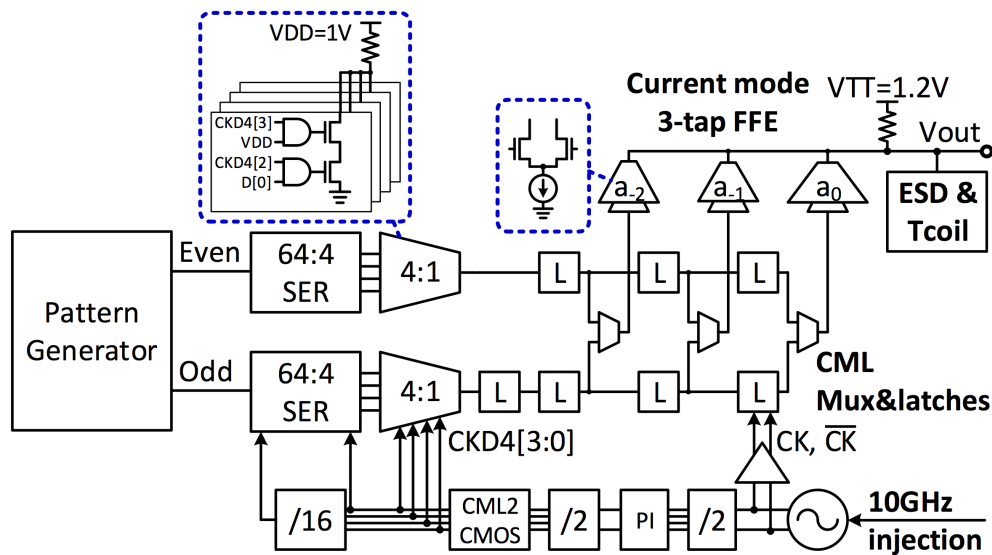 VDD=1V
CKD4[3]
VDD
CKD4[2]
D[0]
Current mode
3-tap FFE
VTT=1.2V
Vout
a-2
a-1
a0
ESD &
Tcoil
Pattern
Generator
Even
64:4
SER
4:1
L
L
L
Odd
64:4
SER
4:1
L
L
L
L
CML
Mux&latches
CKD4[3:0]
CK, C̅K̅
/16
CML2
CMOS
/2
PI
/2
10GHz
injection